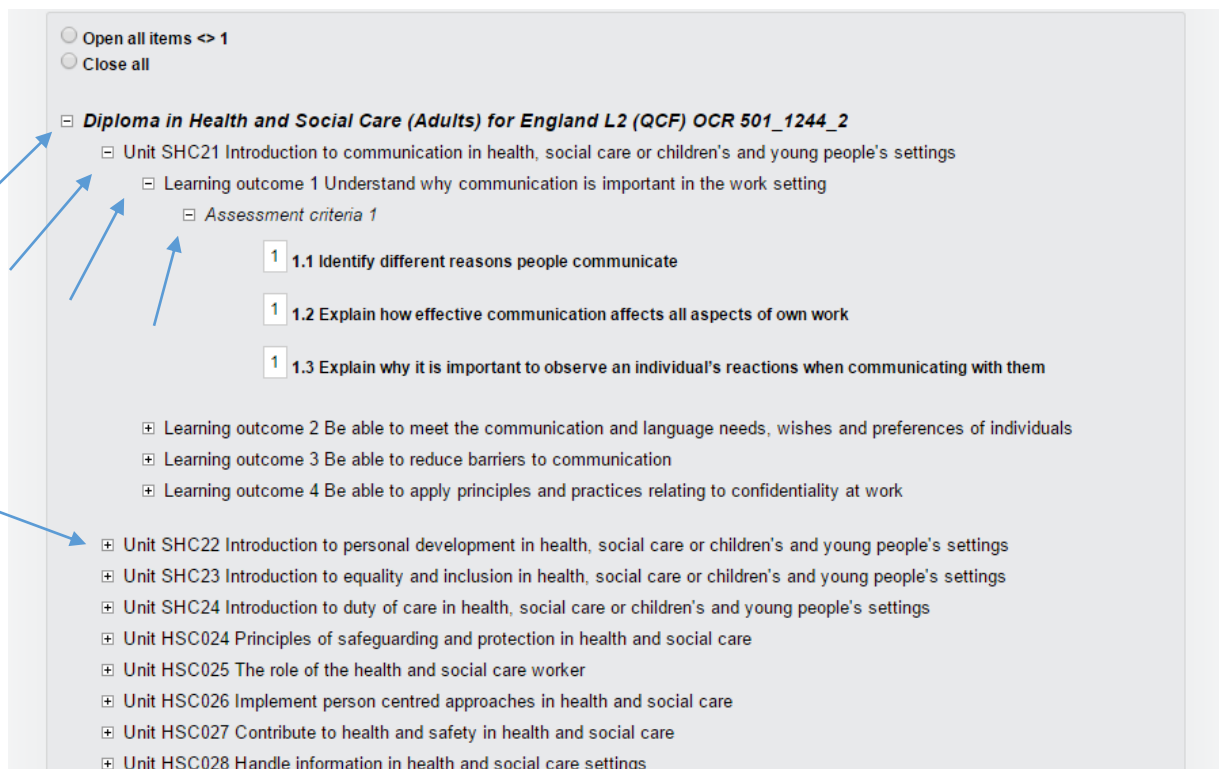 Open all items <> 1
Close all
Diploma in Health and Social Care (Adults) for England L2 (QCF) OCR 501_1244_2
Unit SHC21 Introduction to communication in health, social care or children's and young people's settings
Learning outcome 1 Understand why communication is important in the work setting
Assessment criteria 1
1 1.1 Identify different reasons people communicate
1 1.2 Explain how effective communication affects all aspects of own work
1 1.3 Explain why it is important to observe an individual's reactions when communicating with them
Learning outcome 2 Be able to meet the communication and language needs, wishes and preferences of individuals
Learning outcome 3 Be able to reduce barriers to communication
Learning outcome 4 Be able to apply principles and practices relating to confidentiality at work
Unit SHC22 Introduction to personal development in health, social care or children's and young people's settings
Unit SHC23 Introduction to equality and inclusion in health, social care or children's and young people's settings
Unit SHC24 Introduction to duty of care in health, social care or children's and young people's settings
Unit HSC024 Principles of safeguarding and protection in health and social care
Unit HSC025 The role of the health and social care worker
Unit HSC026 Implement person centred approaches in health and social care
Unit HSC027 Contribute to health and safety in health and social care
Unit HSC028 Handle information in health and social care settings